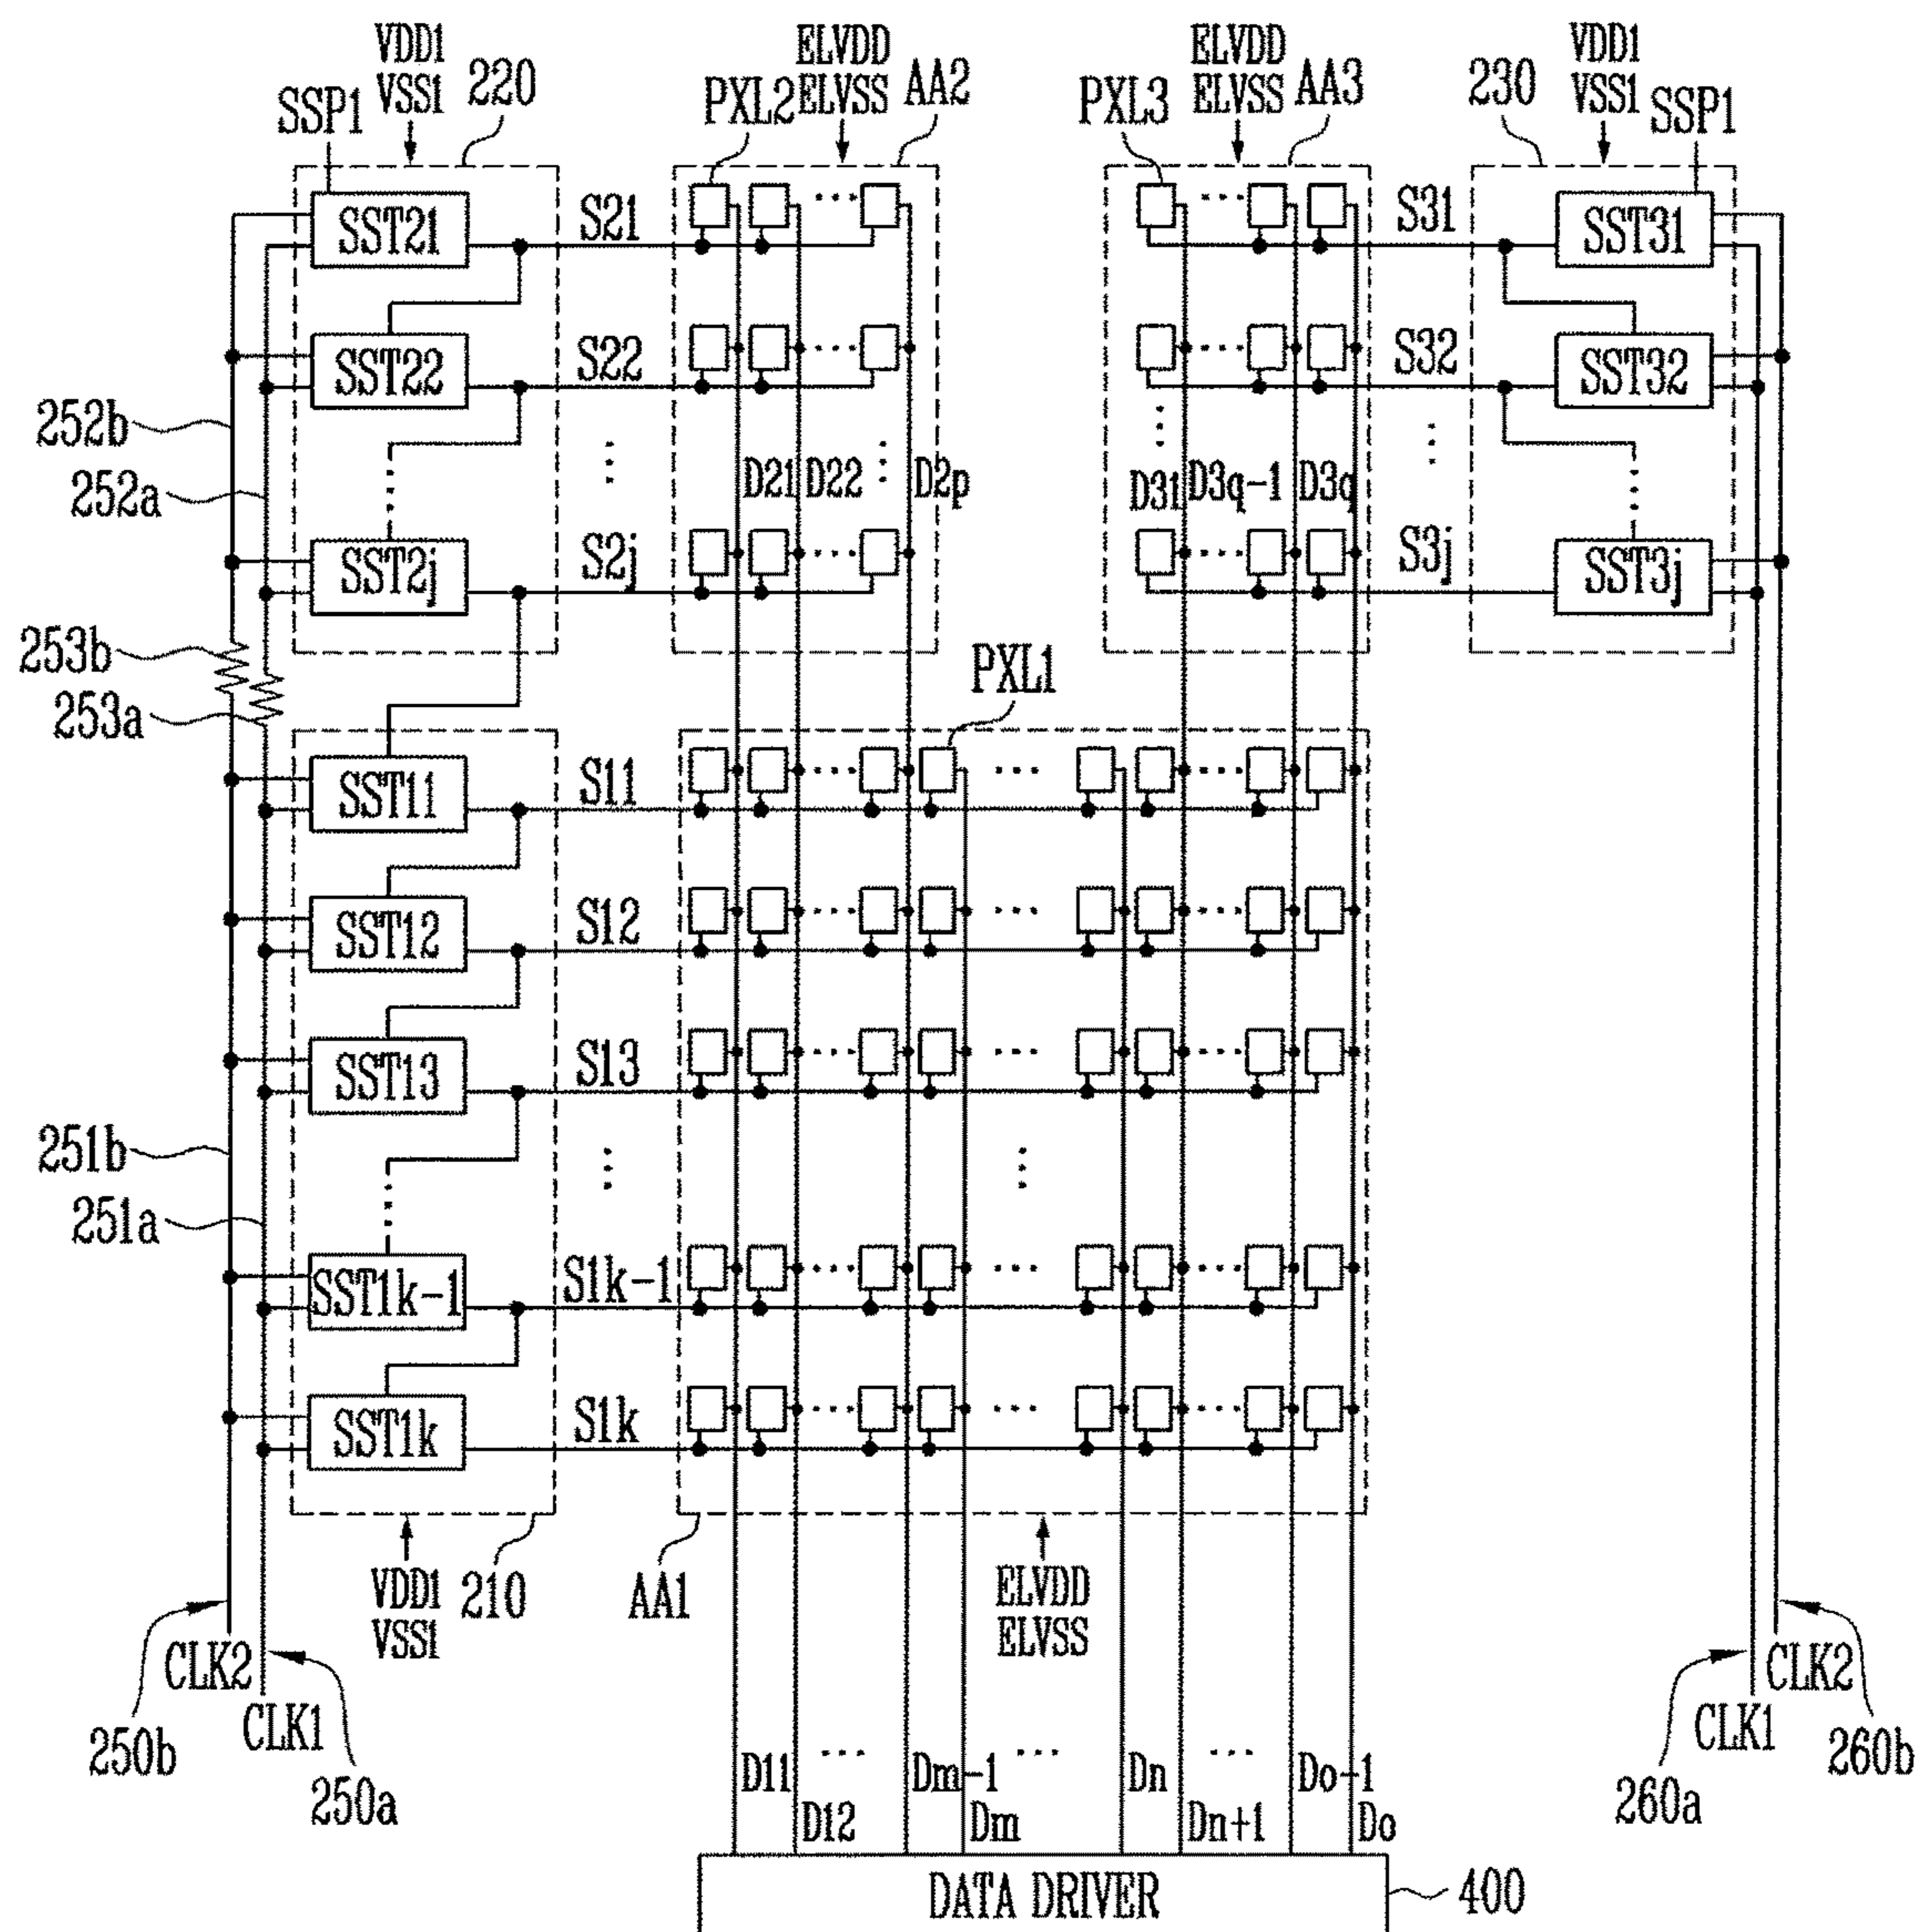 VDD1
VSS1
220
SSP1
PXL2
ELVDD
ELVSS
AA2
PXL3
ELVDD
ELVSS
AA3
230
VDD1
VSS1
SSP1
SST21
S21
S31
SST31
SST22
S22
S32
SST32
252b
252a
D21
D22
D2p
D31
D3q-1
D3q
SST2j
S2j
S3j
SST3j
253b
253a
PXL1
SST11
S11
SST12
S12
SST13
S13
251b
251a
SST1k-1
S1k-1
SST1k
S1k
VDD1
VSS1
210
AA1
ELVDD
ELVSS
CLK2
CLK1
250b
250a
CLK2
CLK1
260a
260b
D11
D12
Dm-1
Dm
Dn
Dn+1
Do-1
Do
DATA DRIVER
400